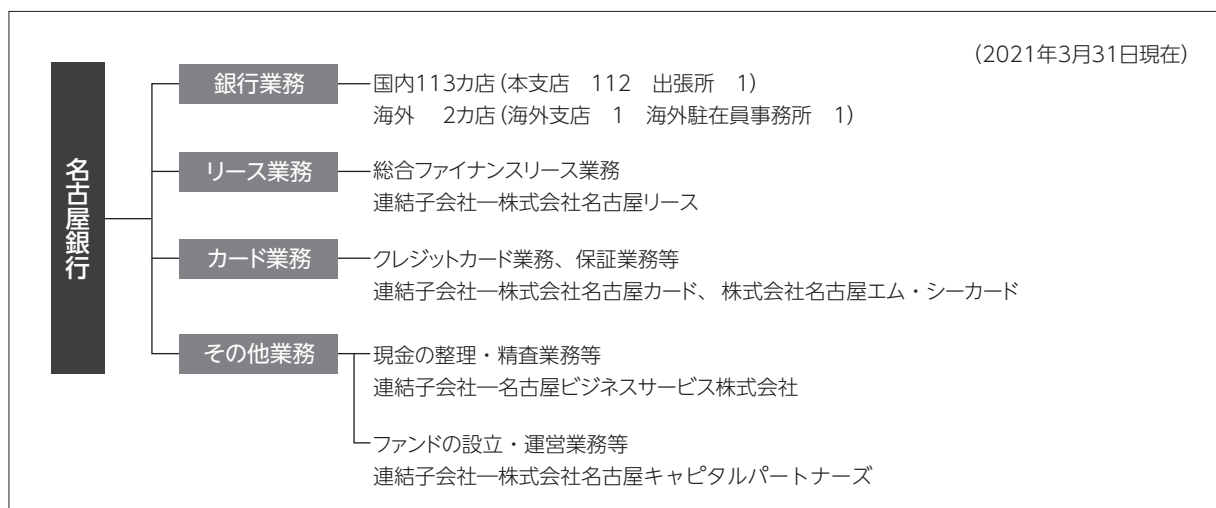 （2021年3月31日現在）
名古屋銀行
銀行業務
国内113カ店（本支店　112　出張所　1）
海外　2カ店（海外支店　1　海外駐在員事務所　1）
リース業務
総合ファイナンスリース業務
連結子会社―株式会社名古屋リース
カード業務
クレジットカード業務、保証業務等
連結子会社―株式会社名古屋カード、株式会社名古屋エム・シーカード
その他業務
現金の整理・精査業務等
連結子会社―名古屋ビジネスサービス株式会社
ファンドの設立・運営業務等
連結子会社―株式会社名古屋キャピタルパートナーズ